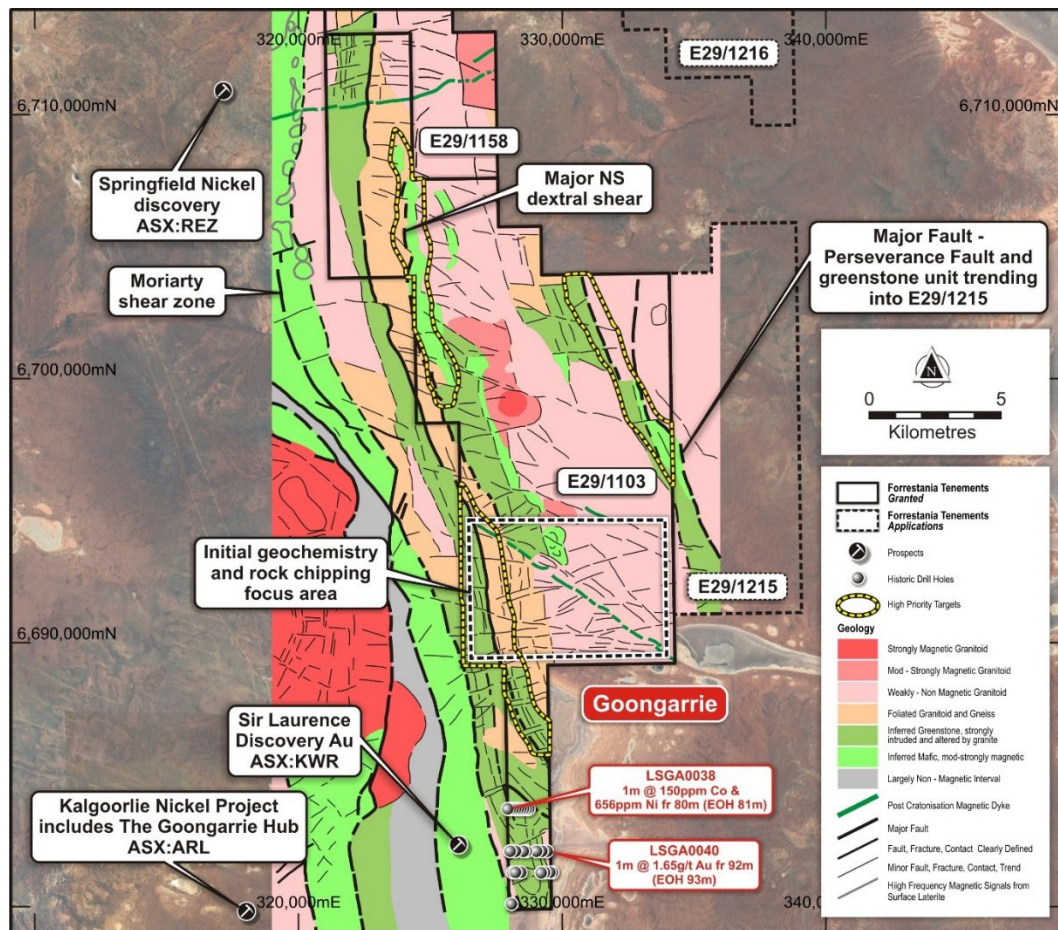 320,000mE
330,000mE
340,000mE
E29/1216
6,710,000mN
6,710,000mN
E29/1158
Springfield Nickel
discovery
ASX:REZ
Major NS
dextral shear
Major Fault -
Perseverance Fault and
greenstone unit trending
into E29/1215
Moriarty
shear zone
6,700,000mN
N
0
5
Kilometres
E29/1103
Initial geochemistry
and rock chipping
focus area
E29/1215
6,690,000mN
Goongarrie
Sir Laurence
Discovery Au
ASX:KWR
LSGA0038
1m @ 150ppm Co &
656ppm Ni fr 80m (EOH 81m)
Kalgoorlie Nickel Project
includes The Goongarrie Hub
ASX:ARL
LSGA0040
1m @ 1.65g/t Au fr 92m
(EOH 93m)
320,000mE
330,000mE
340,00
Forrestania Tenements
Granted
Forrestania Tenements
Applications
Prospects
Historic Drill Holes
High Priority Targets
Geology
Strongly Magnetic Granitoid
Mod - Strongly Magnetic Granitoid
Weakly - Non Magnetic Granitoid
Foliated Granitoid and Gneiss
Inferred Greenstone, strongly
intruded and altered by granite
Inferred Mafic, mod-strongly magnetic
Largely Non - Magnetic Interval
Post Cratonisation Magnetic Dyke
Major Fault
Fault, Fracture, Contact Clearly Defined
Minor Fault, Fracture, Contact, Trend
Hiigh Frequency Magnetic Signals from
Surface Laterite